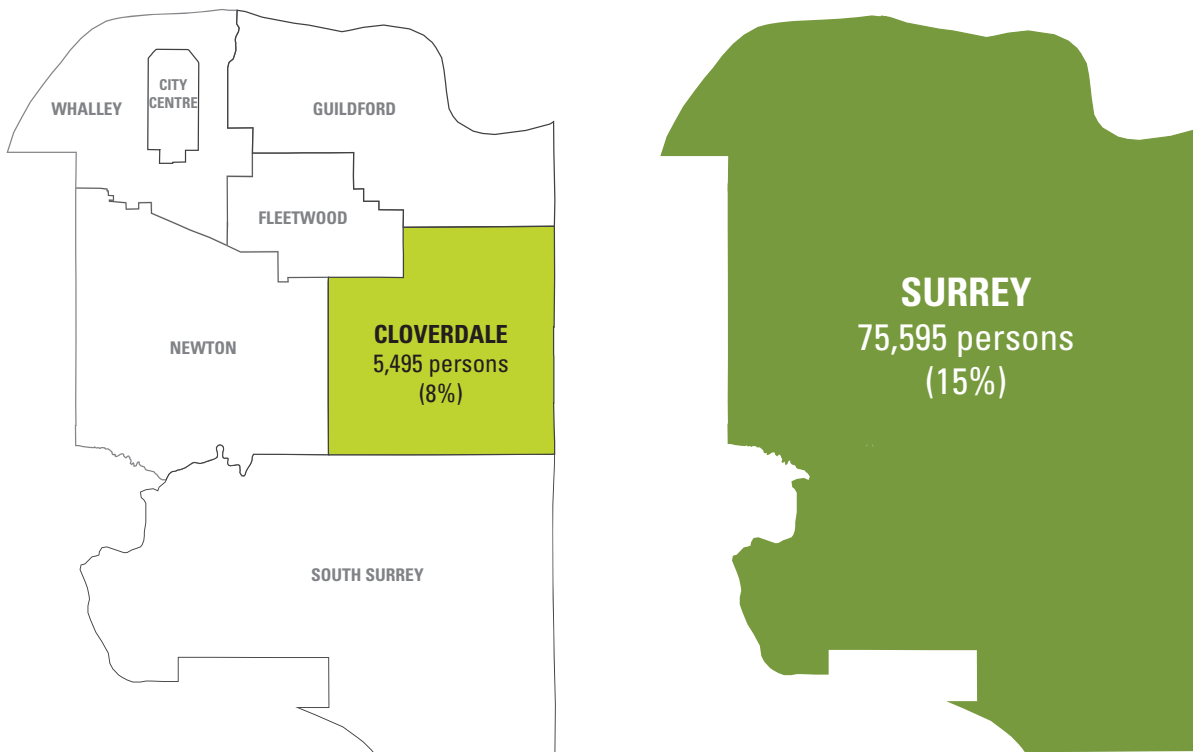 WHALLEY
CITY
CENTRE
GUILDFORD
FLEETWOOD
NEWTON
CLOVERDALE
5,495 persons
(8%)
SOUTH SURREY
SURREY
75,595 persons
(15%)